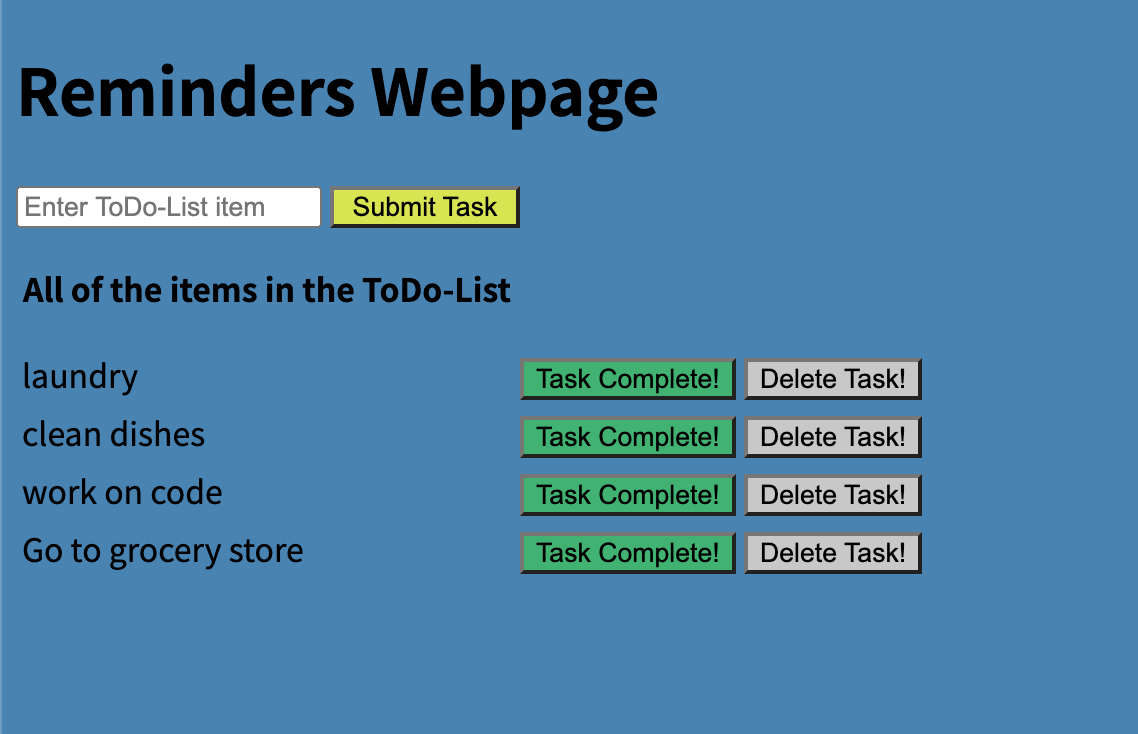 Reminders Webpage
Enter ToDo-List item Submit Task
All of the items in the ToDo-List
laundry Task Complete! Delete Task!
clean dishes Task Complete! Delete Task!
work on code Task Complete! Delete Task!
Go to grocery store Task Complete! Delete Task!